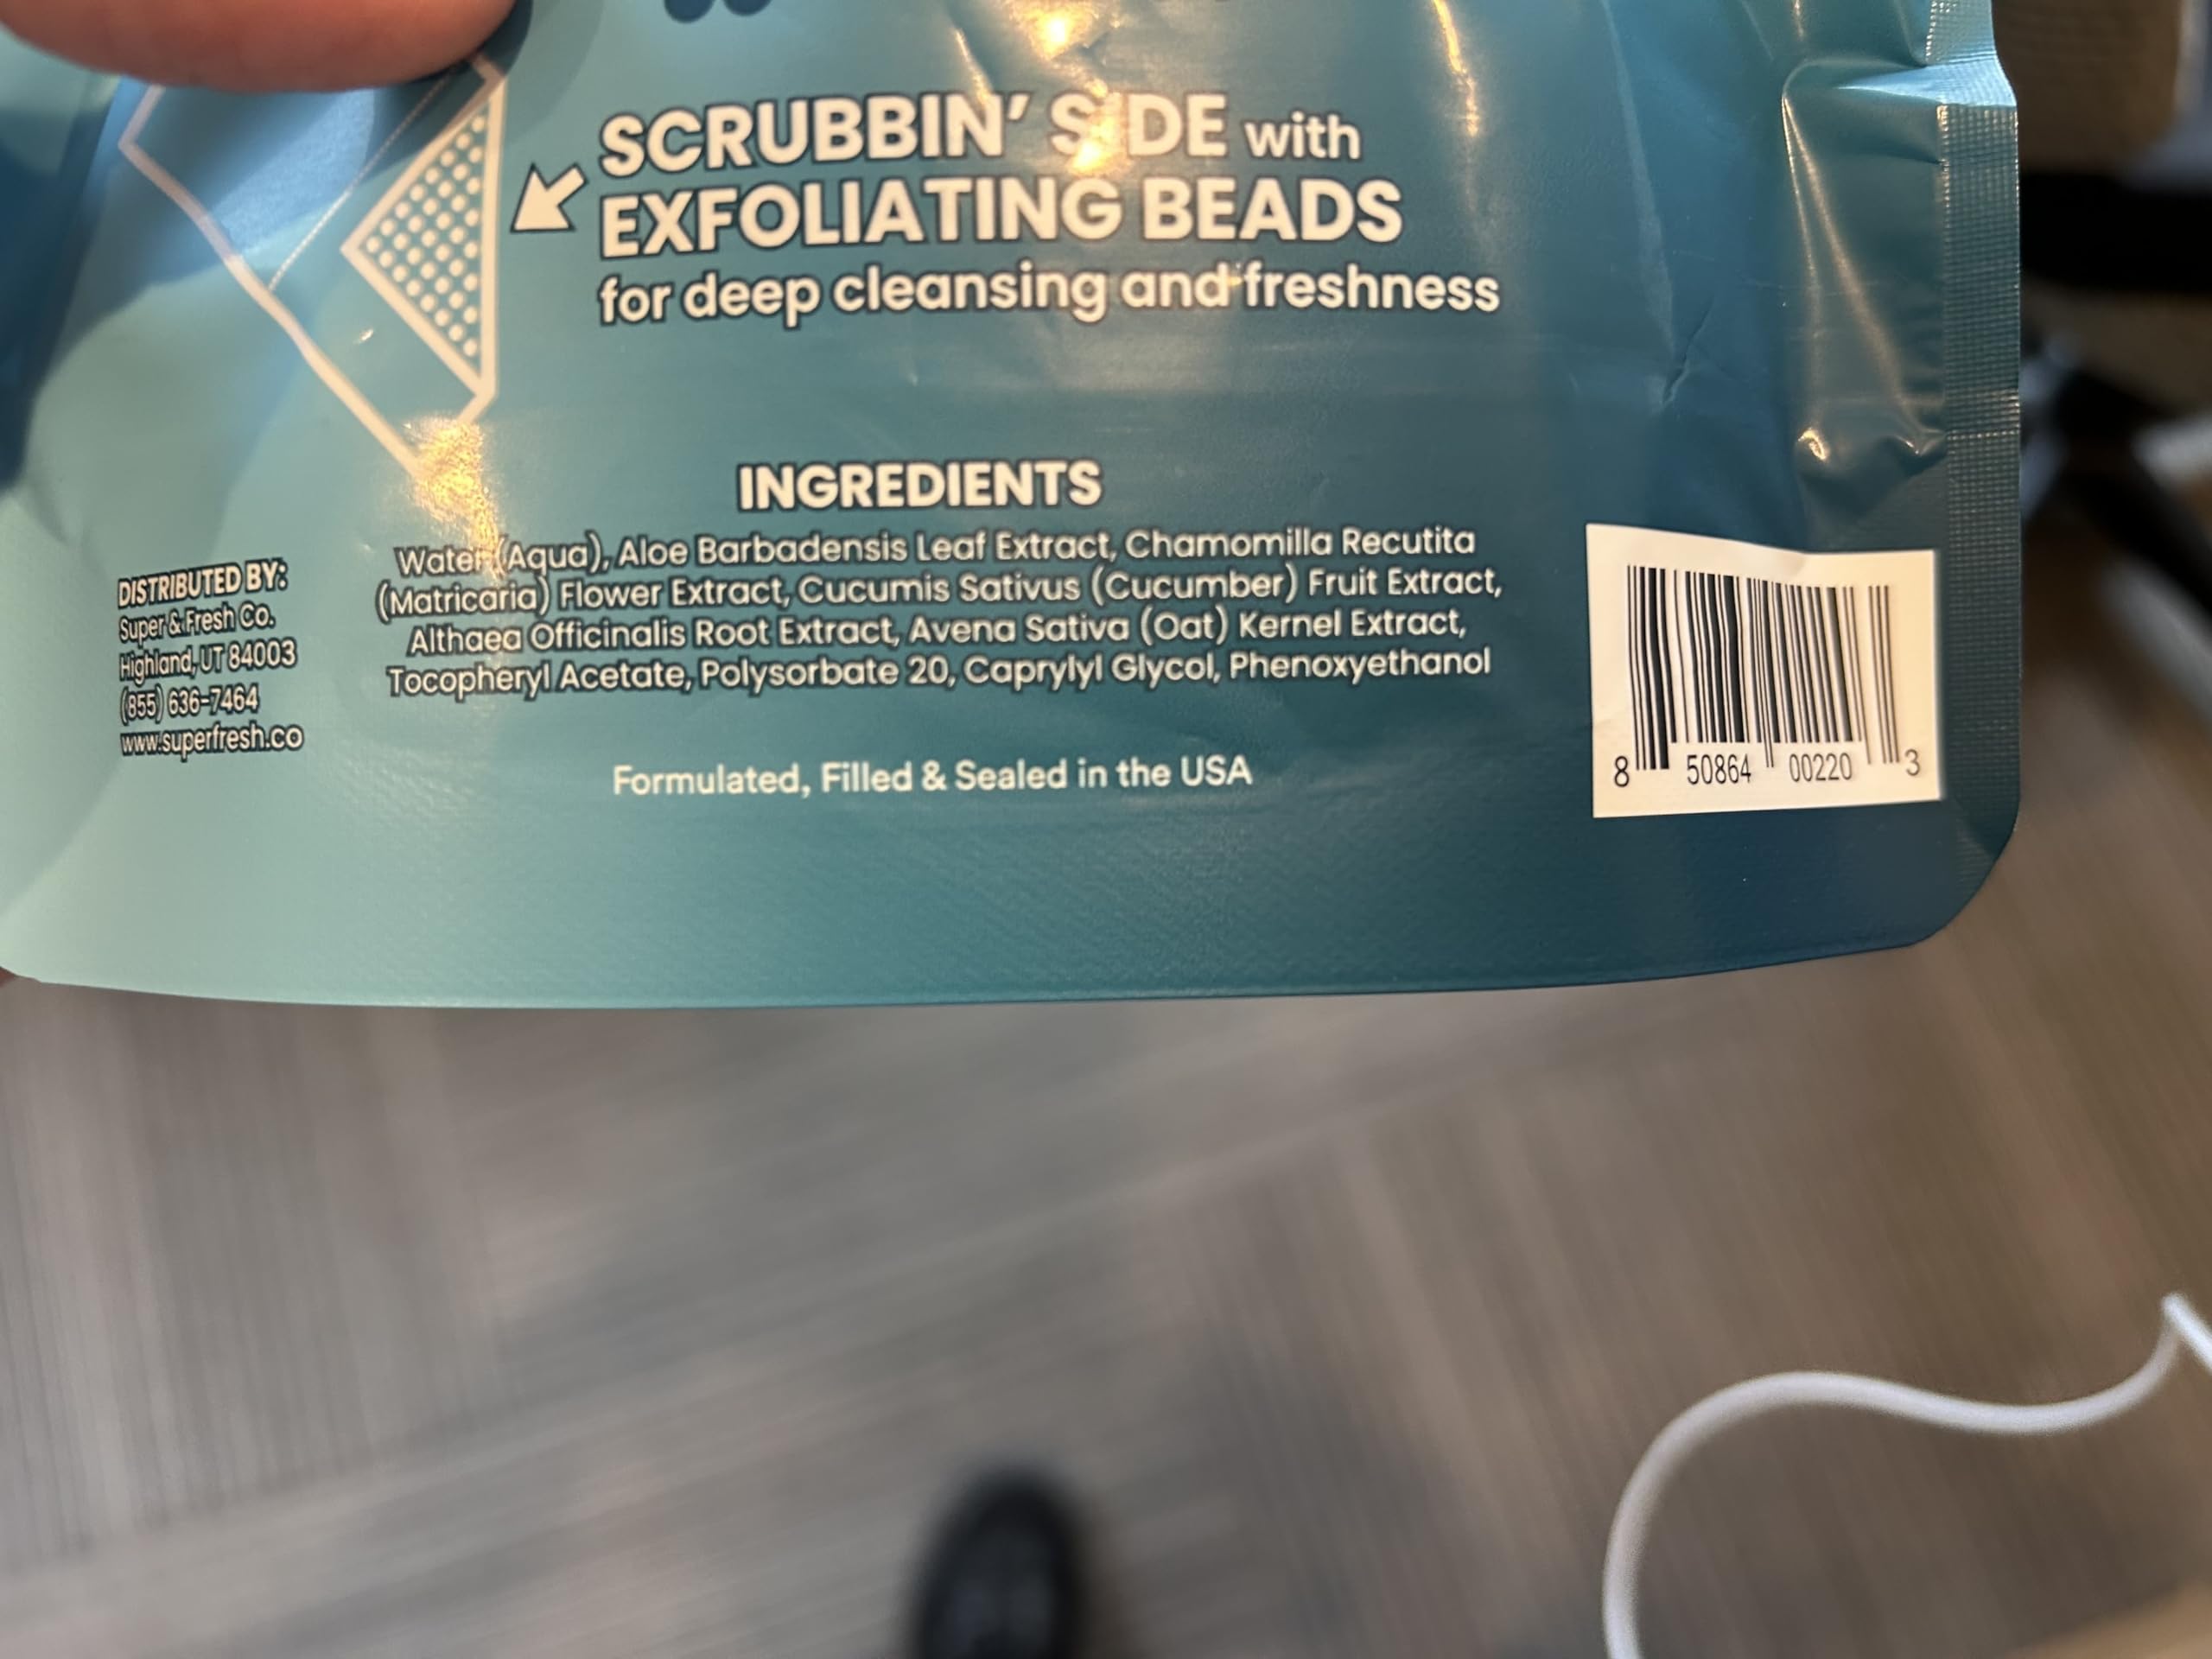 SCRUBBIN' SIDE with
EXFOLIATING BEADS
for deep cleansing and freshness
INGREDIENTS
Water (Aqua), Aloe Barbadensis Leaf Extract, Chamomilla Recutita
(Matricaria) Flower Extract, Cucumis Sativus (Cucumber) Fruit Extract,
Althaea Officinalis Root Extract, Avena Sativa (Oat) Kernel Extract,
Tocopheryl Acetate, Polysorbate 20, Caprylyl Glycol, Phenoxyethanol
Formulated, Filled & Sealed in the USA
DISTRIBUTED BY:
Super & Fresh Co.
Highland, UT 84003
(855) 636-7464
www.superfresh.co
8 50864 00220 3